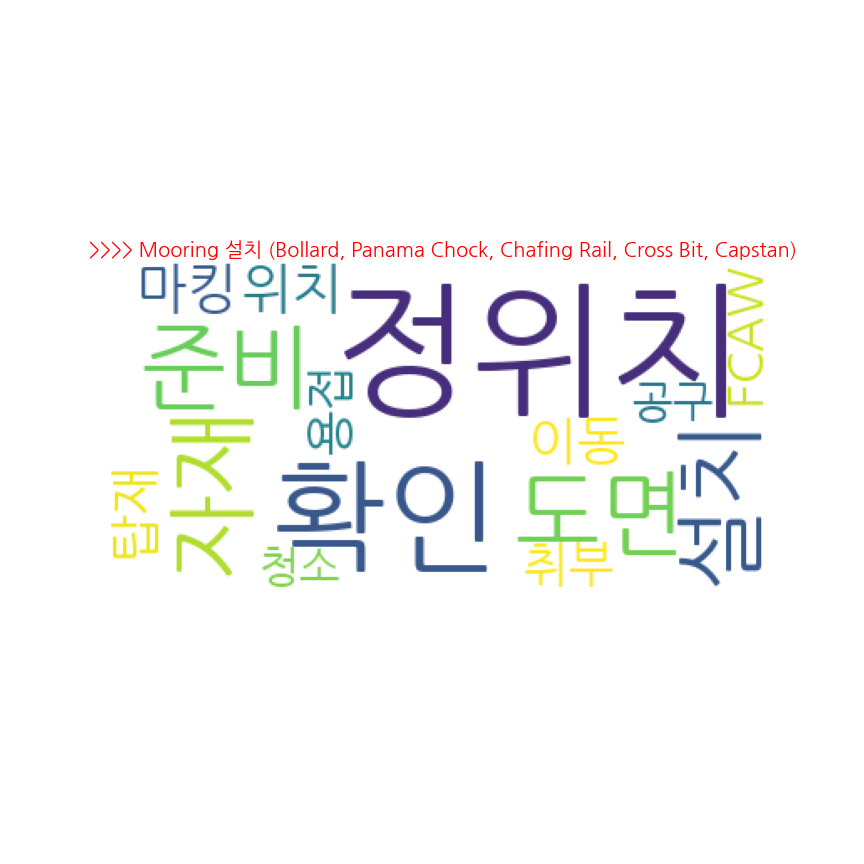 >>>> Mooring 설치 (Bollard, Panama Chock, Chafing Rail, Cross Bit, Capstan)
마킹
위치
정위치
FCAW
준비
용접
공구
자재
이동
설치
확인
도면
탑재
청소
취부